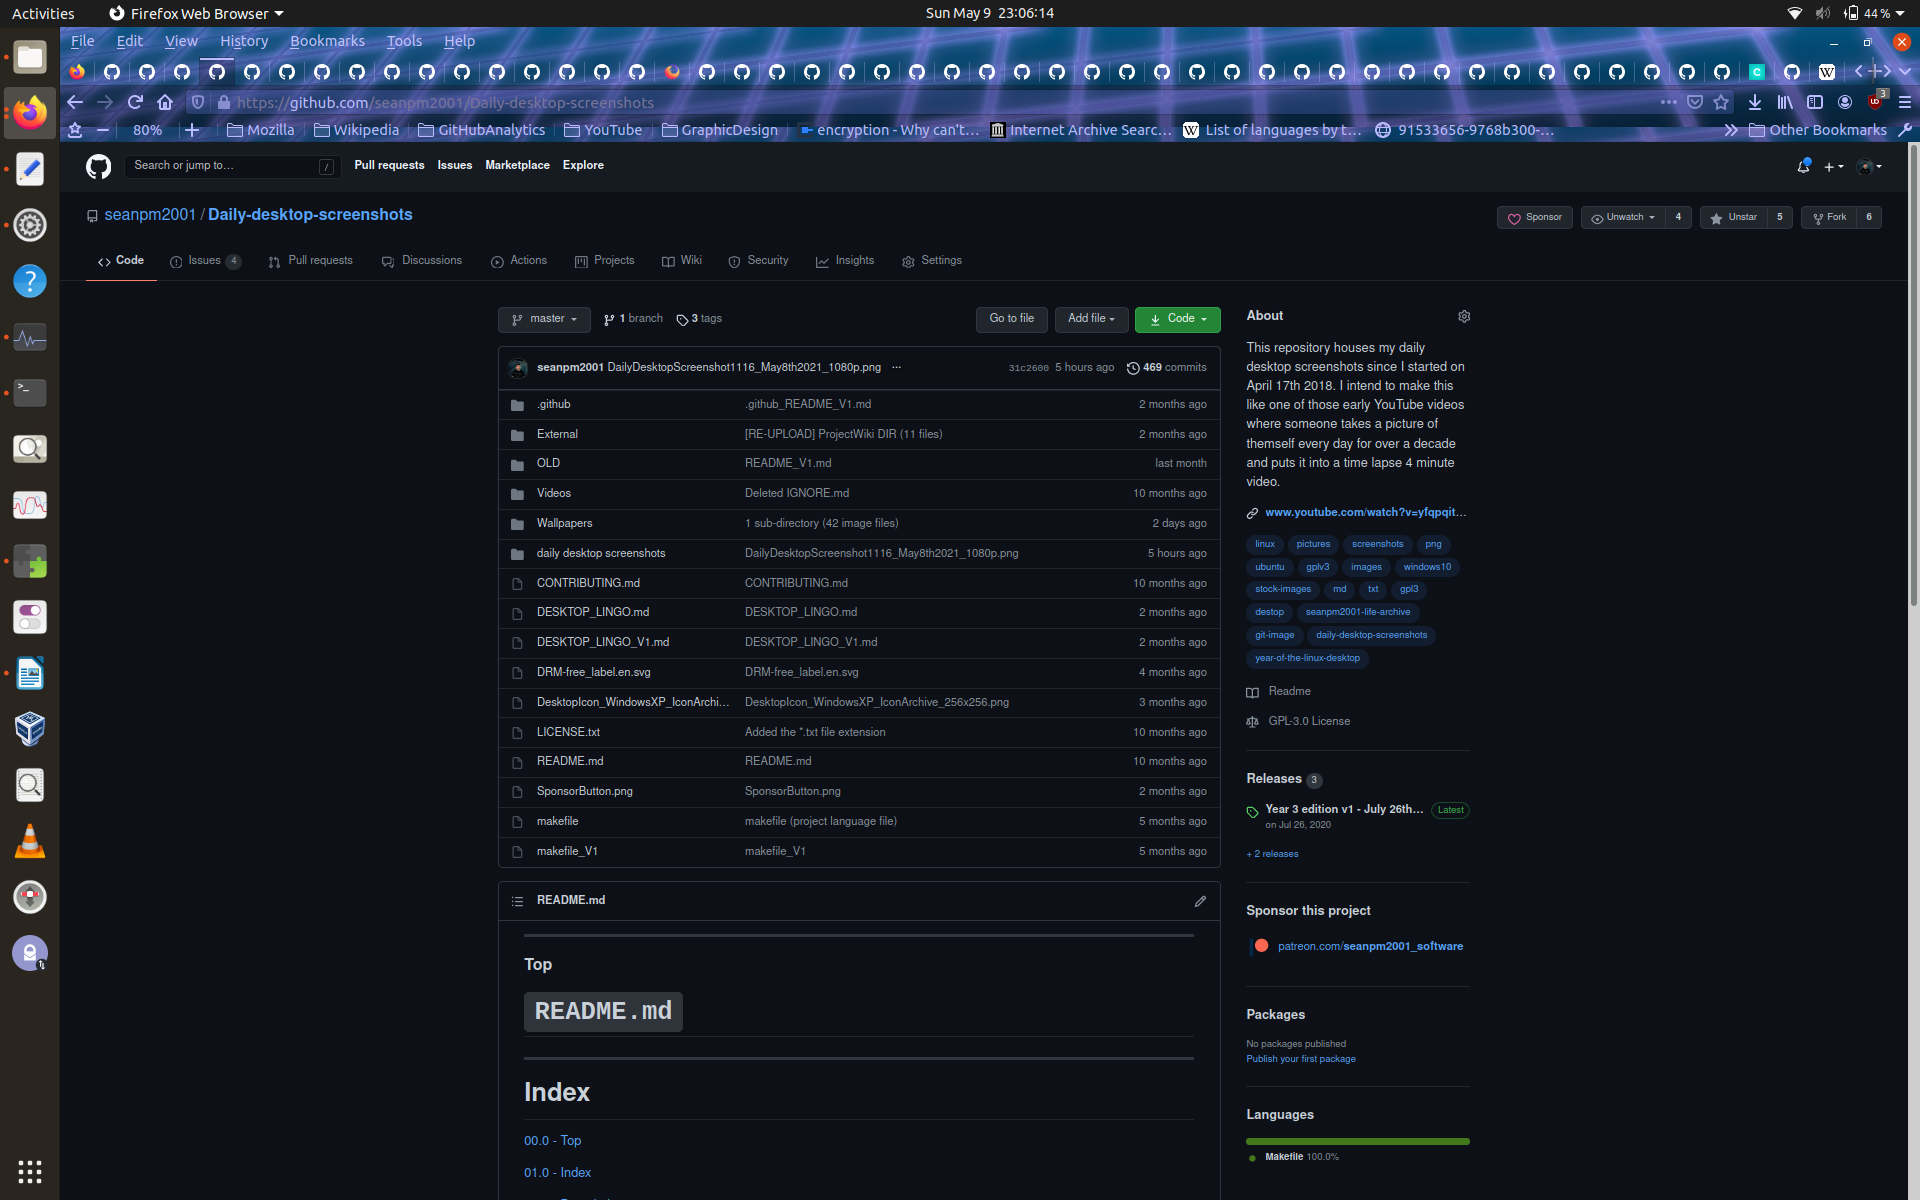 Activities
Firefox Web Browser
Sun May 9 23:06:14
44 %
File Edit View History Bookmarks Tools Help
https://github.com/seanpm2001/Daily-desktop-screenshots
3
80%
Mozilla
Wikipedia
GitHubAnalytics
YouTube
GraphicDesign
encryption - Why can't…
Internet Archive Searc…
List of languages by t…
91533656-9768b300-…
Other Bookmarks
Search or jump to…
/
Pull requests Issues Marketplace Explore
seanpm2001 / Daily-desktop-screenshots
Sponsor
Unwatch 4
Unstar 5
Fork 6
Code
Issues 4
Pull requests
Discussions
Actions
Projects
Wiki
Security
Insights
Settings
master
1 branch
3 tags
Go to file
Add file
Code
seanpm2001 DailyDesktopScreenshot1116_May8th2021_1080p.png ...
31c2600 5 hours ago
469 commits
.github .github_README_V1.md 2 months ago
External [RE-UPLOAD] ProjectWiki DIR (11 files) 2 months ago
OLD README_V1.md last month
Videos Deleted IGNORE.md 10 months ago
Wallpapers 1 sub-directory (42 image files) 2 days ago
daily desktop screenshots DailyDesktopScreenshot1116_May8th2021_1080p.png 5 hours ago
CONTRIBUTING.md CONTRIBUTING.md 10 months ago
DESKTOP_LINGO.md DESKTOP_LINGO.md 2 months ago
DESKTOP_LINGO_V1.md DESKTOP_LINGO_V1.md 2 months ago
DRM-free_label.en.svg DRM-free_label.en.svg 4 months ago
DesktopIcon_WindowsXP_IconArchi… DesktopIcon_WindowsXP_IconArchive_256x256.png 3 months ago
LICENSE.txt Added the *.txt file extension 10 months ago
README.md README.md 10 months ago
SponsorButton.png SponsorButton.png 2 months ago
makefile makefile (project language file) 5 months ago
makefile_V1 makefile_V1 5 months ago
README.md
Top
README.md
Index
00.0 - Top
01.0 - Index
About
This repository houses my daily
desktop screenshots since I started on
April 17th 2018. I intend to make this
like one of those early YouTube videos
where someone takes a picture of
themself every day for over a decade
and puts it into a time lapse 4 minute
video.
www.youtube.com/watch?v=yfqpqit…
linux pictures screenshots png
ubuntu gplv3 images windows10
stock-images md txt gpl3
destop seanpm2001-life-archive
git-image daily-desktop-screenshots
year-of-the-linux-desktop
Readme
GPL-3.0 License
Releases 3
Year 3 edition v1 - July 26th… Latest
on Jul 26, 2020
+ 2 releases
Sponsor this project
patreon.com/seanpm2001_software
Packages
No packages published
Publish your first package
Languages
Makefile 100.0%